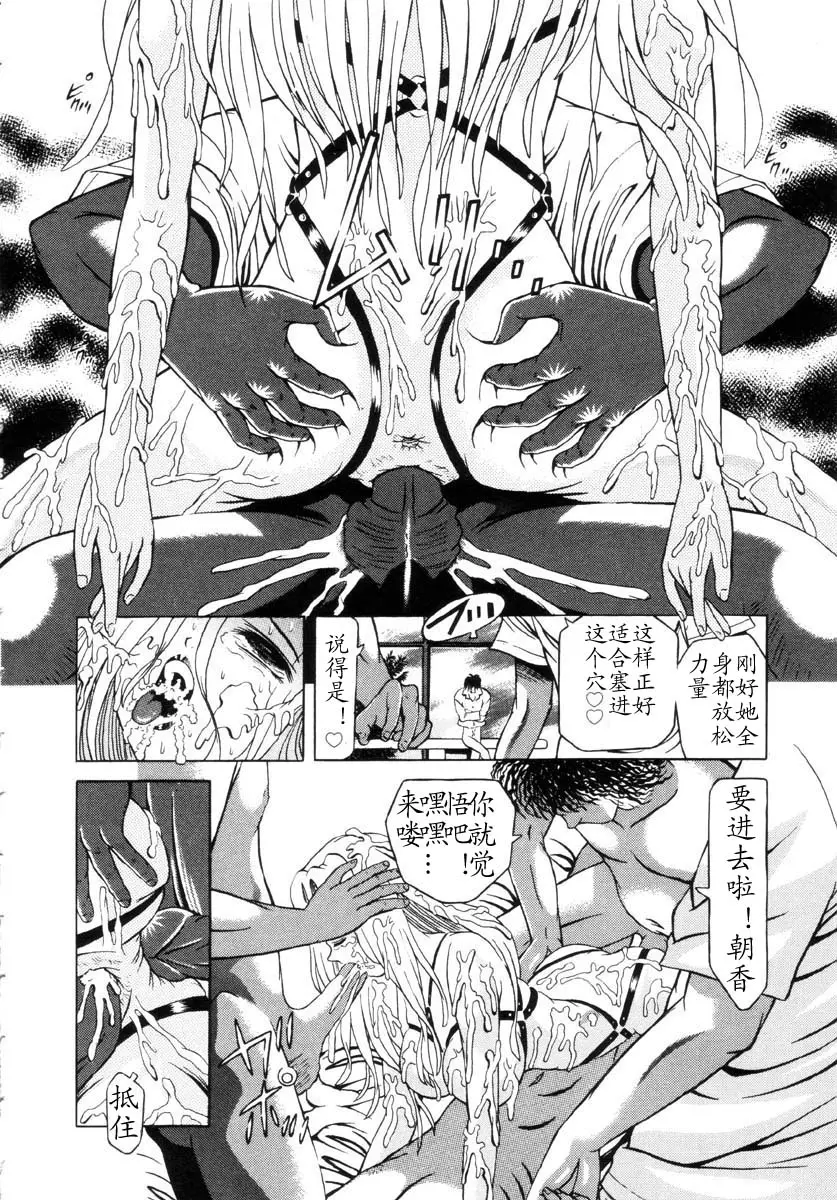 刚好她全
身都放松
力量
这样正好
适合塞进
这个穴♡♡
说得是！♡
要进去啦！朝香
你就觉
悟吧!
嘿嘿…
来喽
抵住